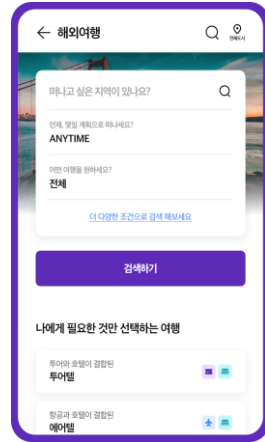 해외여행
떠나고 싶은 지역이 있나요?
언제, 몇일 계획으로 떠나세요?
ANYTIME
어떤 여행을 원하세요?
전체
더 다양한 조건으로 검색 해보세요
검색하기
나에게 필요한 것만 선택하는 여행
투어와 호텔이 결합된
투어텔
항공과 호텔이 결합된
에어텔